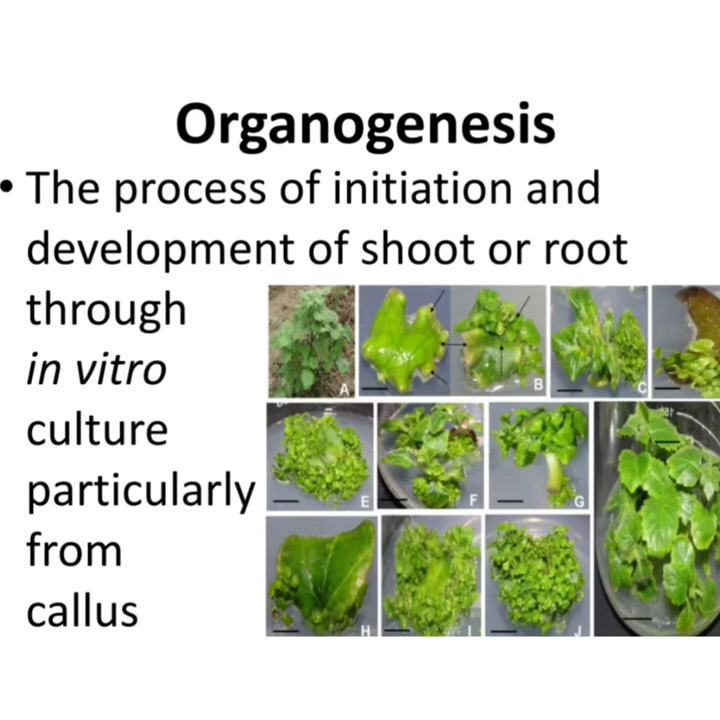 Organogenesis
• The process of initiation and
development of shoot or root
through
in vitro
culture
particularly
from
callus
A
B
C
E
F
G
H
I
J